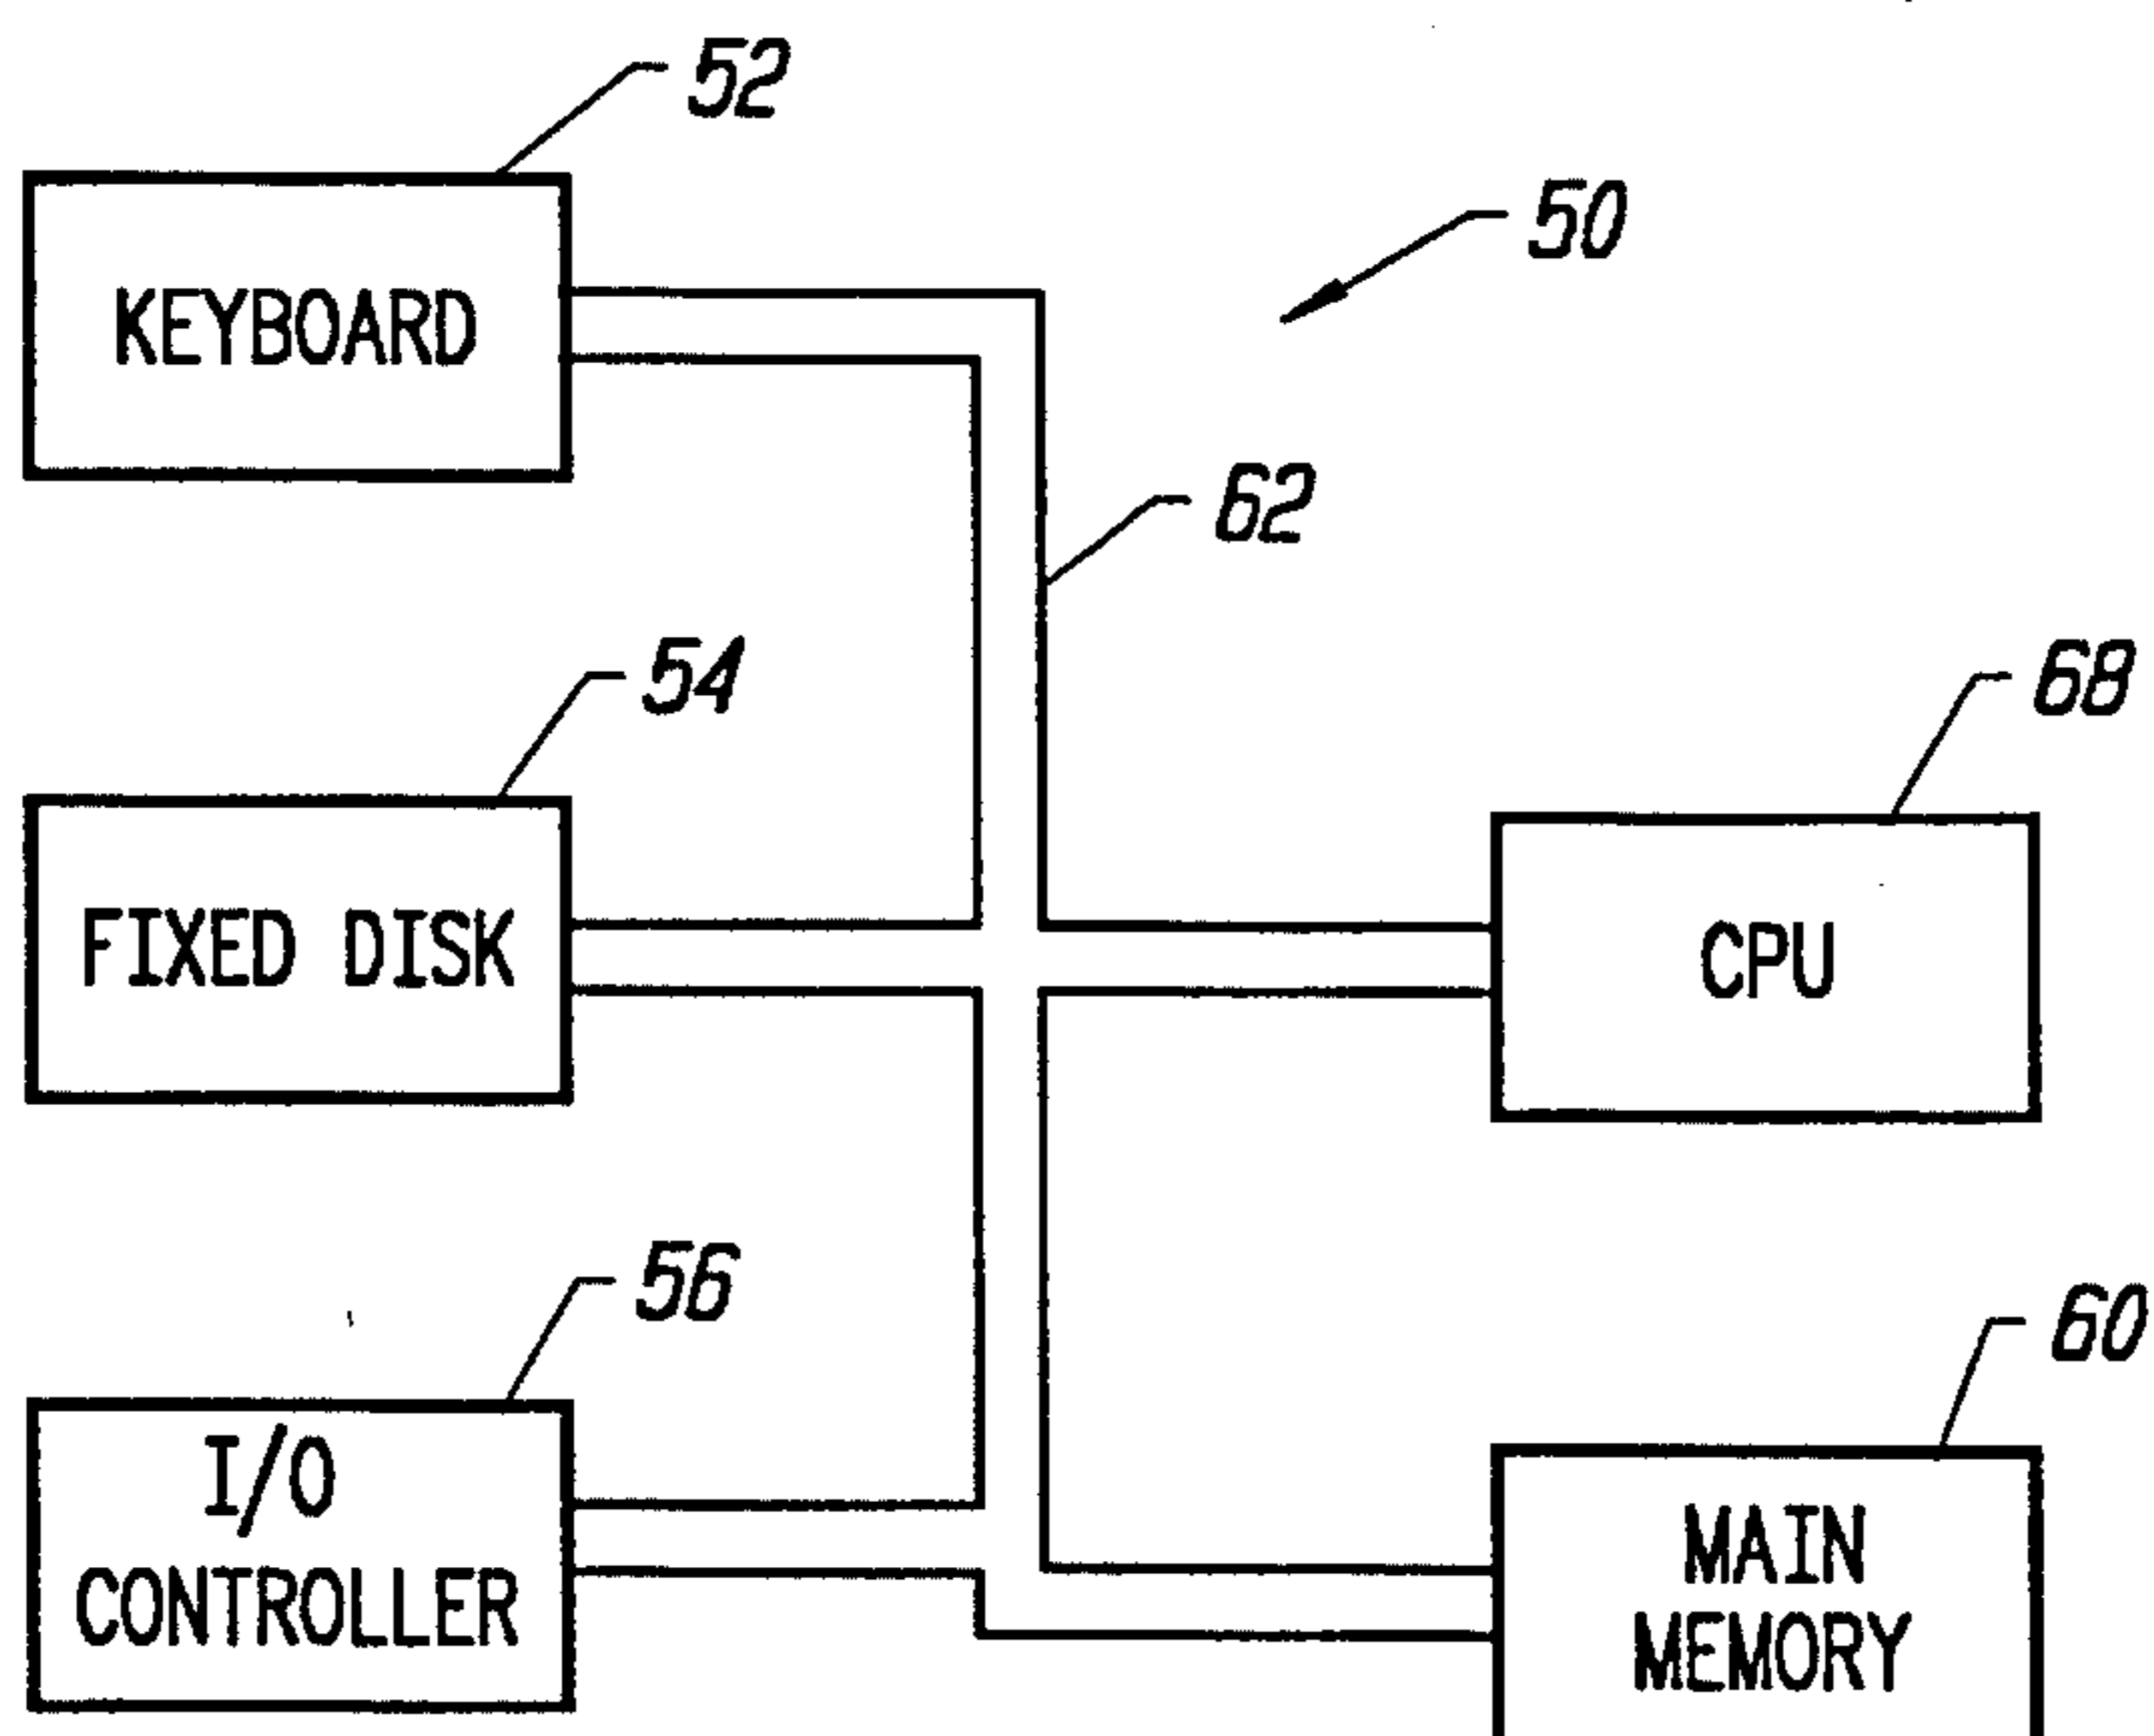 52
50
KEYBOARD
62
54
68
FIXED DISK
CPU
56
60
I/O
CONTROLLER
MAIN
MEMORY